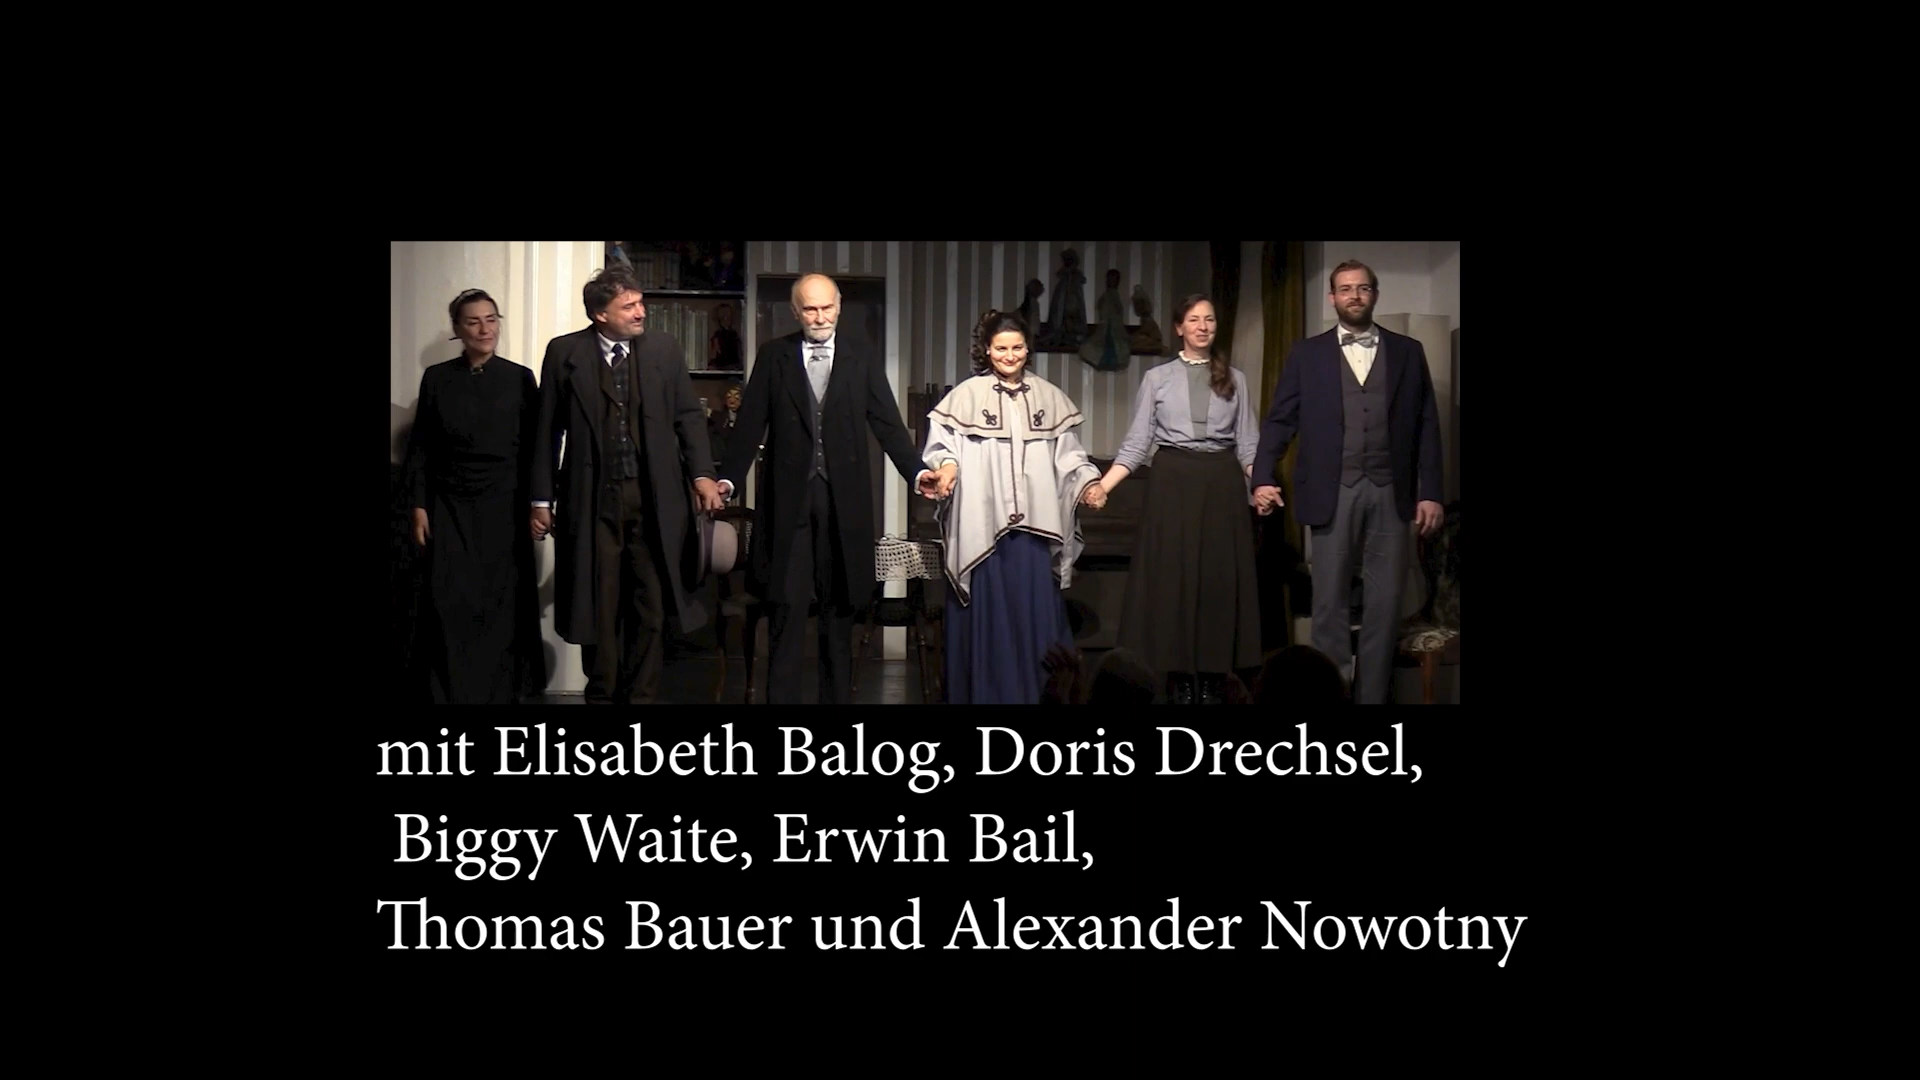 mit Elisabeth Balog, Doris Drechsel,
Biggy Waite, Erwin Bail,
Thomas Bauer und Alexander Nowotny